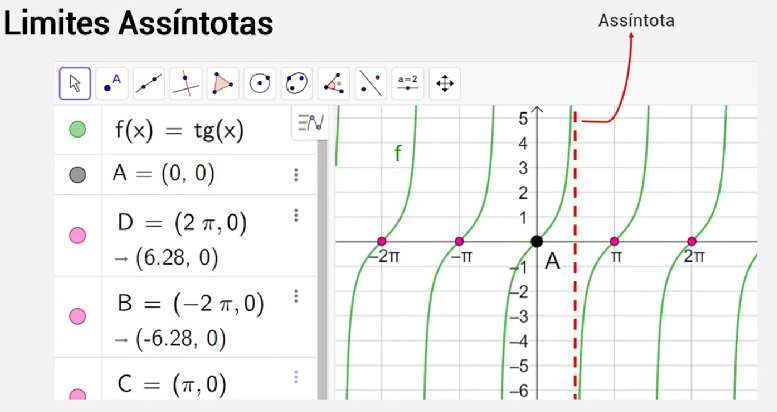 Limites Assíntotas
Assíntota
A
a=2
f(x) = tg(x)
A = (0, 0)
D = (2 π, 0)
→ (6.28, 0)
B = (−2 π, 0)
→ (-6.28, 0)
C = (π, 0)
f
5
4
3
2
1
−2π
−π
A
π
2π
−1
−2
−3
−4
−5
−6